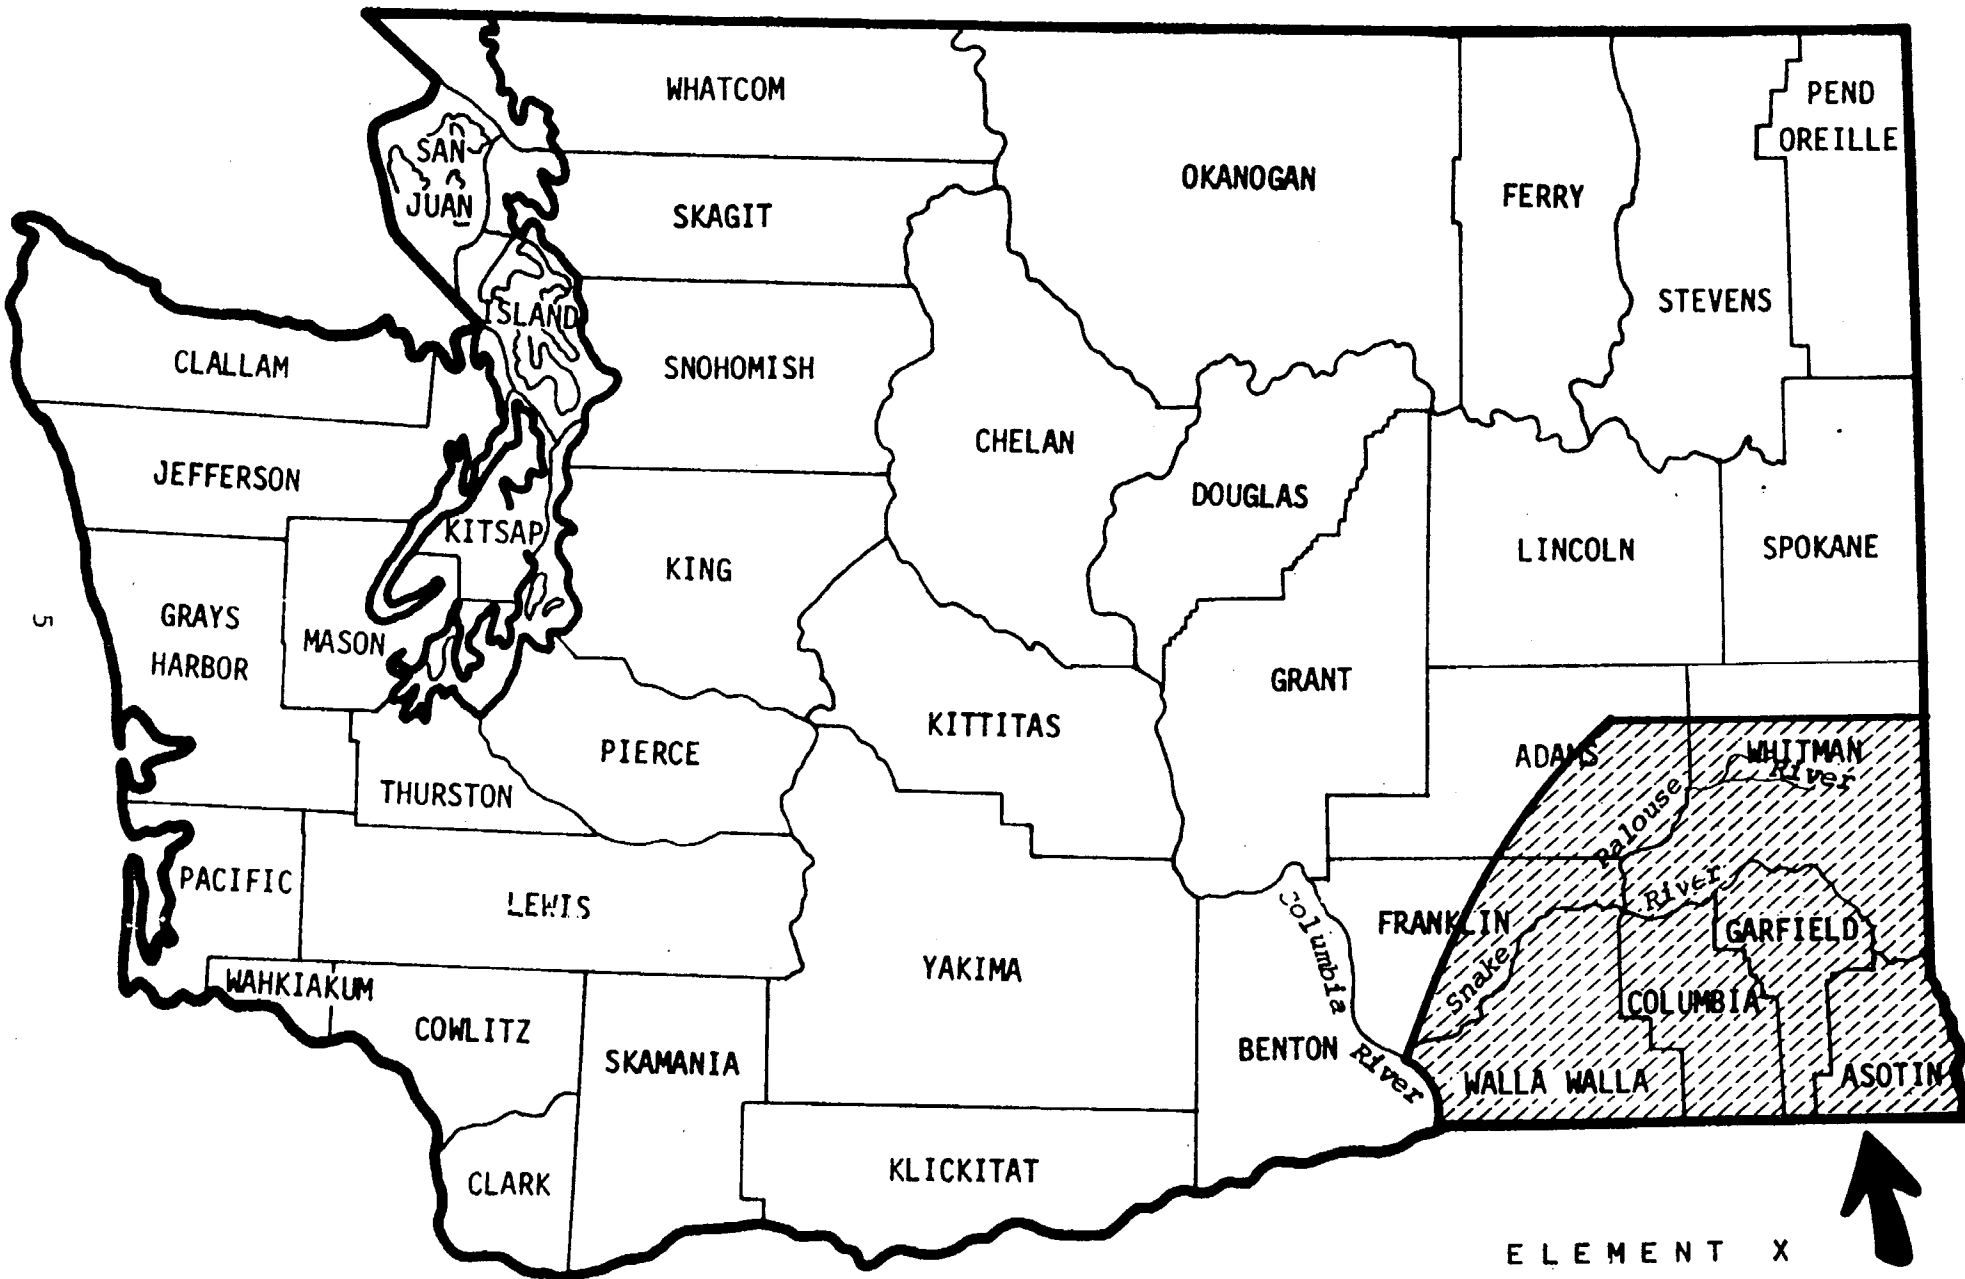 WHATCOM
PEND
OREILLE
SAN
JUAN
OKANOGAN
FERRY
SKAGIT
STEVENS
ISLAND
CLALLAM
SNOHOMISH
CHELAN
JEFFERSON
DOUGLAS
KITSAP
LINCOLN
SPOKANE
KING
GRAYS
HARBOR
5
MASON
GRANT
KITTITAS
PIERCE
ADAMS
WHITMAN
THURSTON
Palouse River
PACIFIC
LEWIS
Snake River
FRANKLIN
GARFIELD
Columbia River
YAKIMA
WAHKIAKUM
COLUMBIA
COWLITZ
BENTON
SKAMANIA
WALLA WALLA
ASOTIN
KLICKITAT
CLARK
ELEMENT X